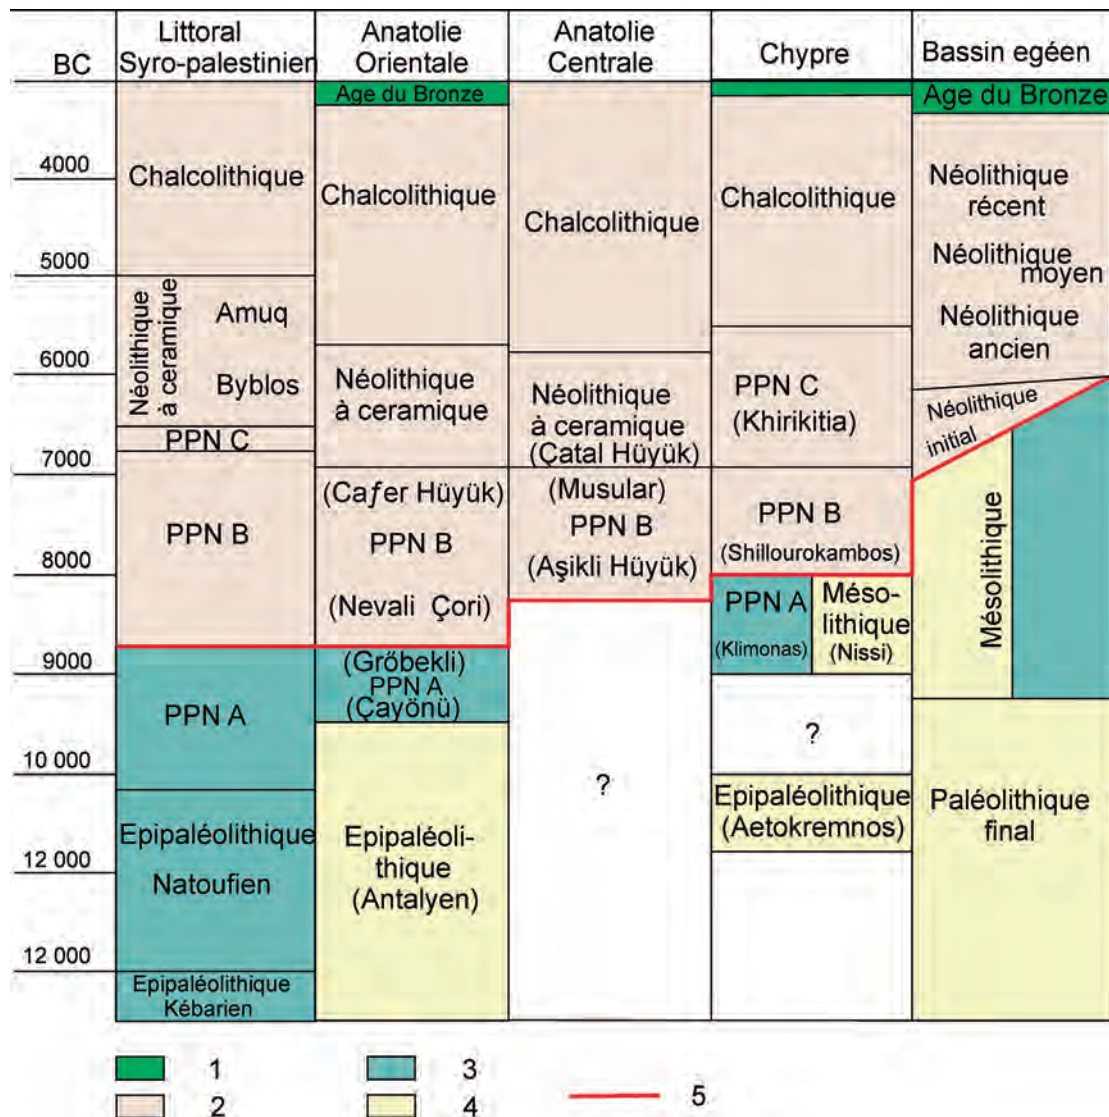 BC
Littoral
Syro-palestinien
Anatolie
Orientale
Anatolie
Centrale
Chypre
Bassin egéen
4000
5000
6000
7000
8000
9000
10 000
12 000
12 000
Chalcolithique
Néolithique
à ceramique
Amuq
Byblos
PPN C
PPN B
PPN A
Epipaléolithique
Natoufien
Epipaléolithique
Kébarien
Age du Bronze
Chalcolithique
Néolithique
à ceramique
(Cafer Hüyük)
PPN B
(Nevali Çori)
(Gröbekli)
PPN A
(Çayönü)
Epipaléoli-
thique
(Antalyen)
Chalcolithique
Néolithique
à ceramique
(Çatal Hüyük)
(Musular)
PPN B
(Aşikli Hüyük)
?
Chalcolithique
PPN C
(Khirikitia)
PPN B
(Shillourokambos)
PPN A
(Klimonas)
Méso-
lithique
(Nissi)
?
Epipaléolithique
(Aetokremnos)
Age du Bronze
Néolithique
récent
Néolithique
moyen
Néolithique
ancien
Néolithique
initial
Mésolithique
Paléolithique
final
1
2
3
4
5